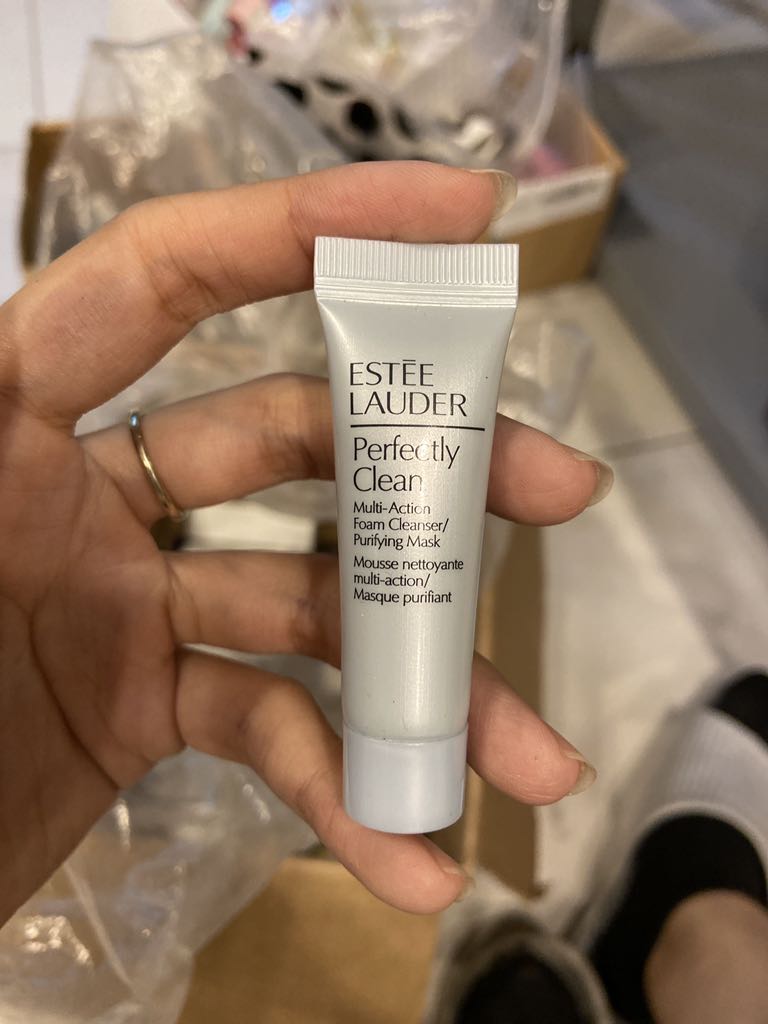 ESTĒE
LAUDER
Perfectly
Clean
Multi-Action
Foam Cleanser/
Purifying Mask
Mousse nettoyante
multi-action/
Masque purifiant